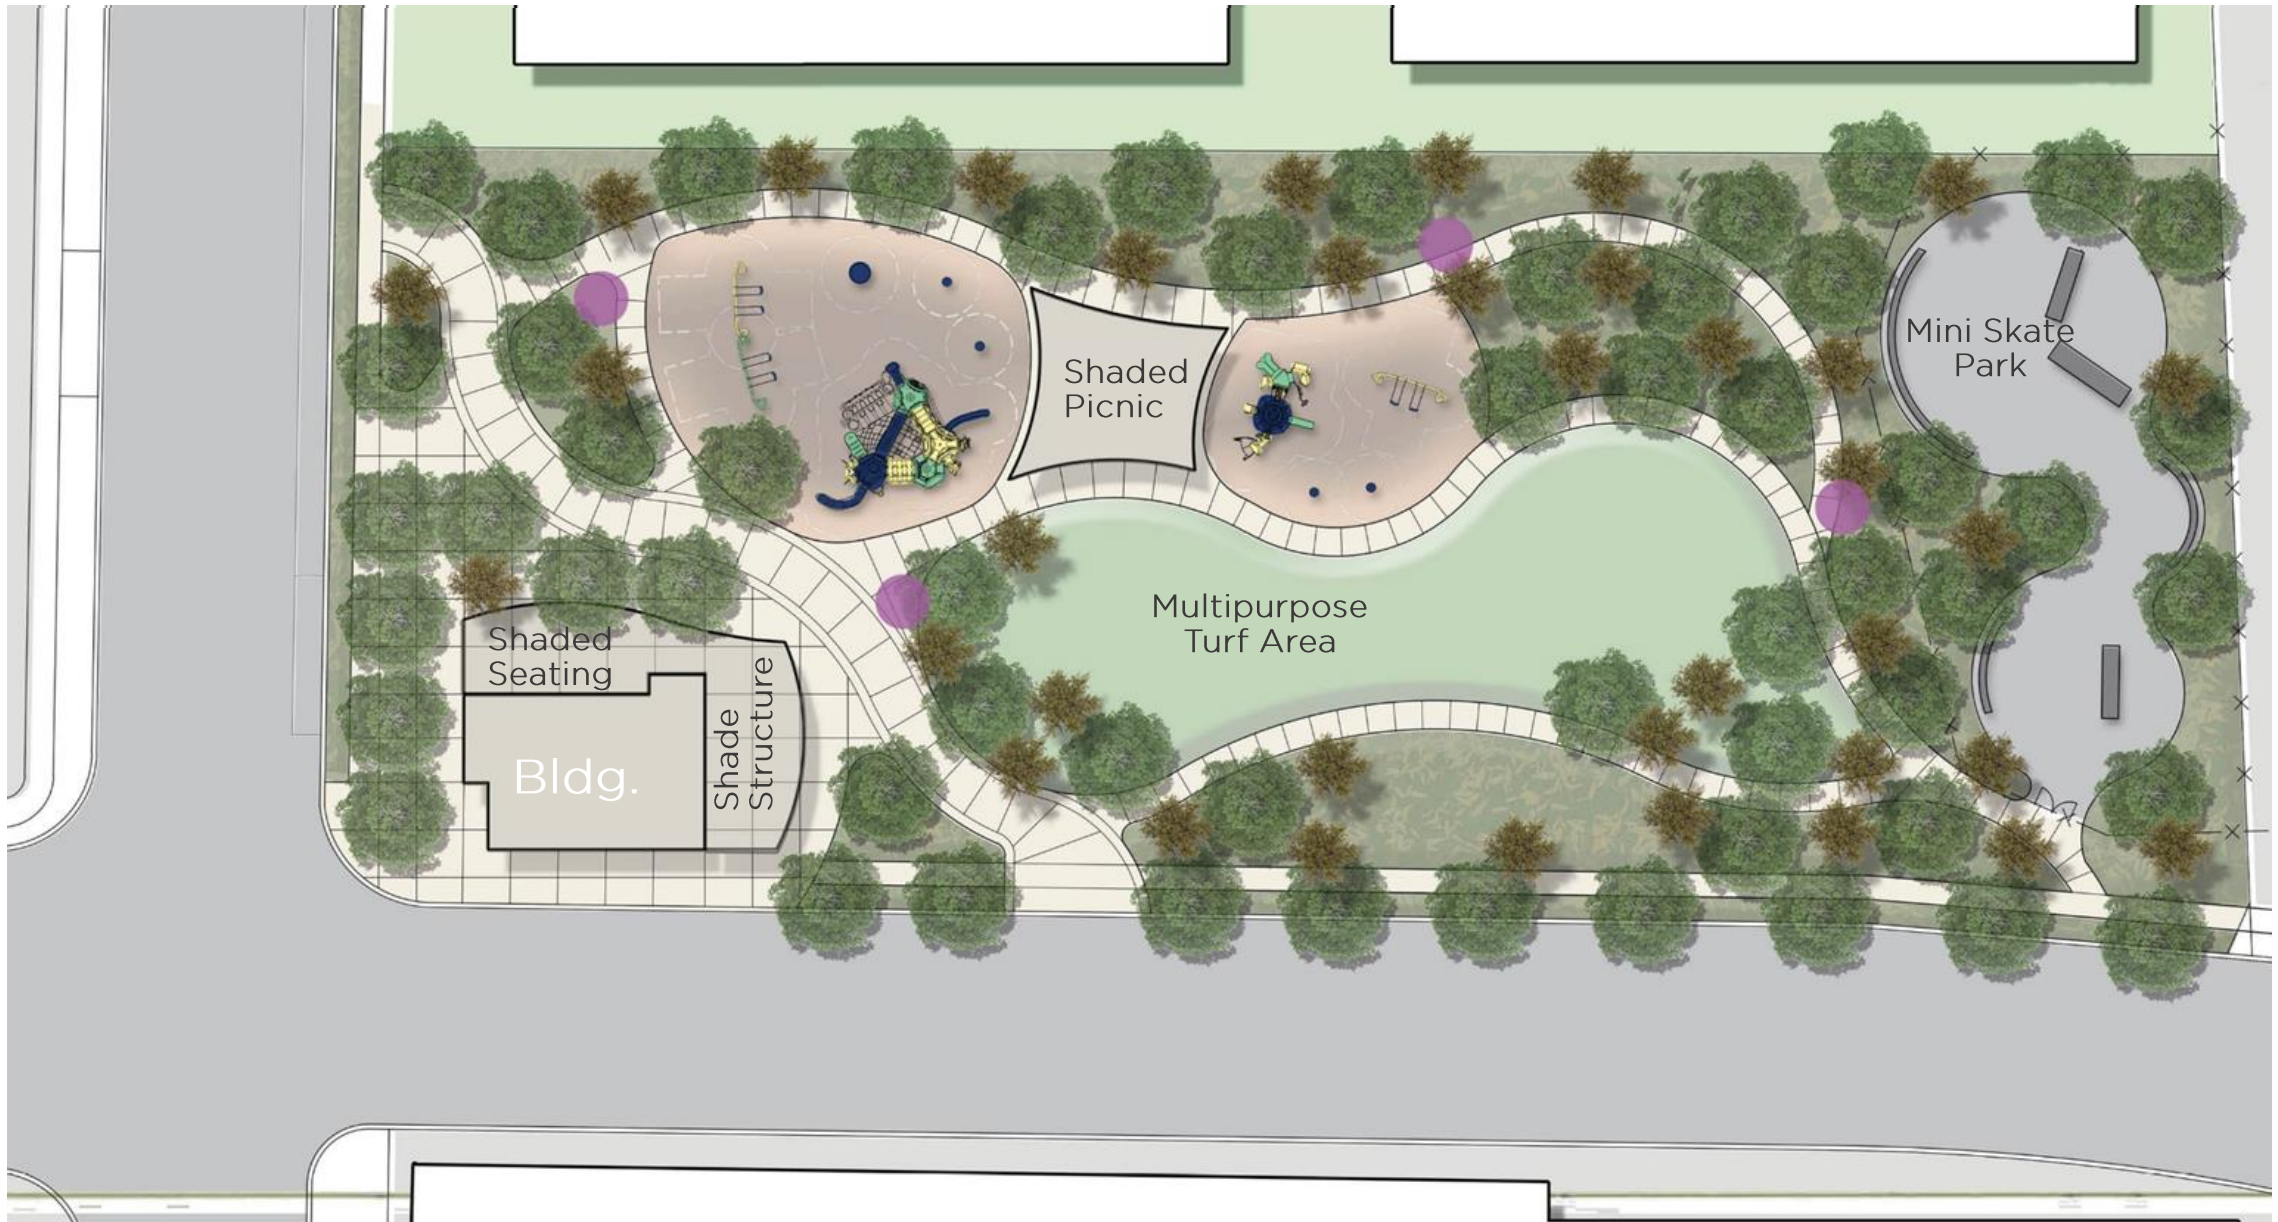 Mini Skate
Park
Shaded
Picnic
Multipurpose
Turf Area
Shaded
Seating
Shade
Structure
Bldg.